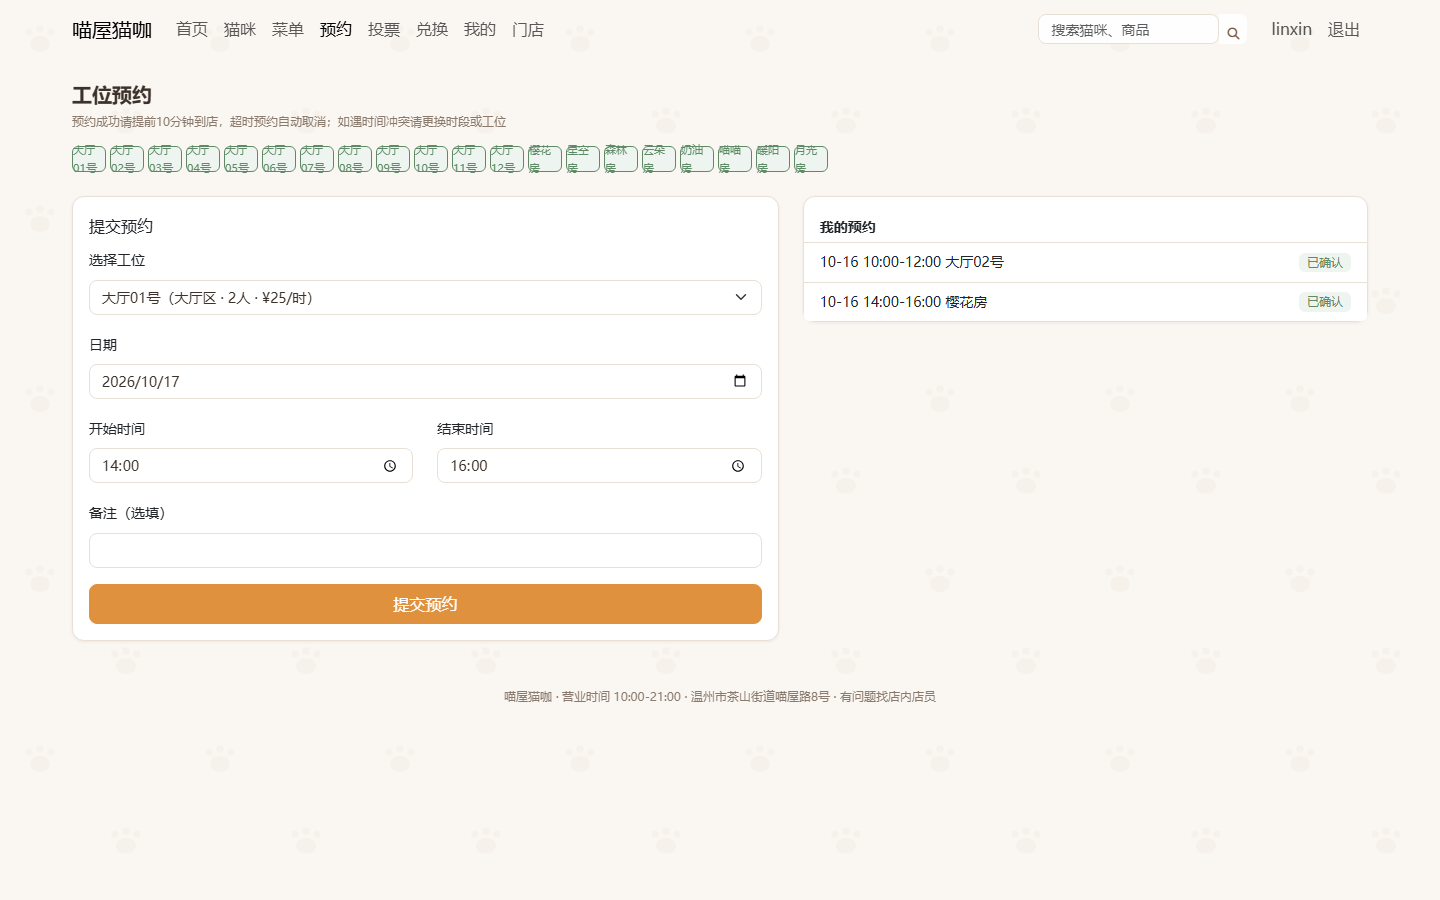 喵屋猫咖 首页 猫咪 菜单 预约 投票 兑换 我的 门店 搜索猫咪、商品 linxin 退出
工位预约
预约成功请提前10分钟到店，超时预约自动取消；如遇时间冲突请更换时段或工位
大厅01号 大厅02号 大厅03号 大厅04号 大厅05号 大厅06号 大厅07号 大厅08号 大厅09号 大厅10号 大厅11号 大厅12号 樱花房 星空房 森林房 云朵房 奶油房 喵喵房 暖阳房 月光房
提交预约
选择工位
大厅01号（大厅区 · 2人 · ¥25/时）
日期
2026/10/17
开始时间 结束时间
14:00 16:00
备注（选填）
提交预约
我的预约
10-16 10:00-12:00 大厅02号 已确认
10-16 14:00-16:00 樱花房 已确认
喵屋猫咖 · 营业时间 10:00-21:00 · 温州市茶山街道喵屋路8号 · 有问题找店内店员